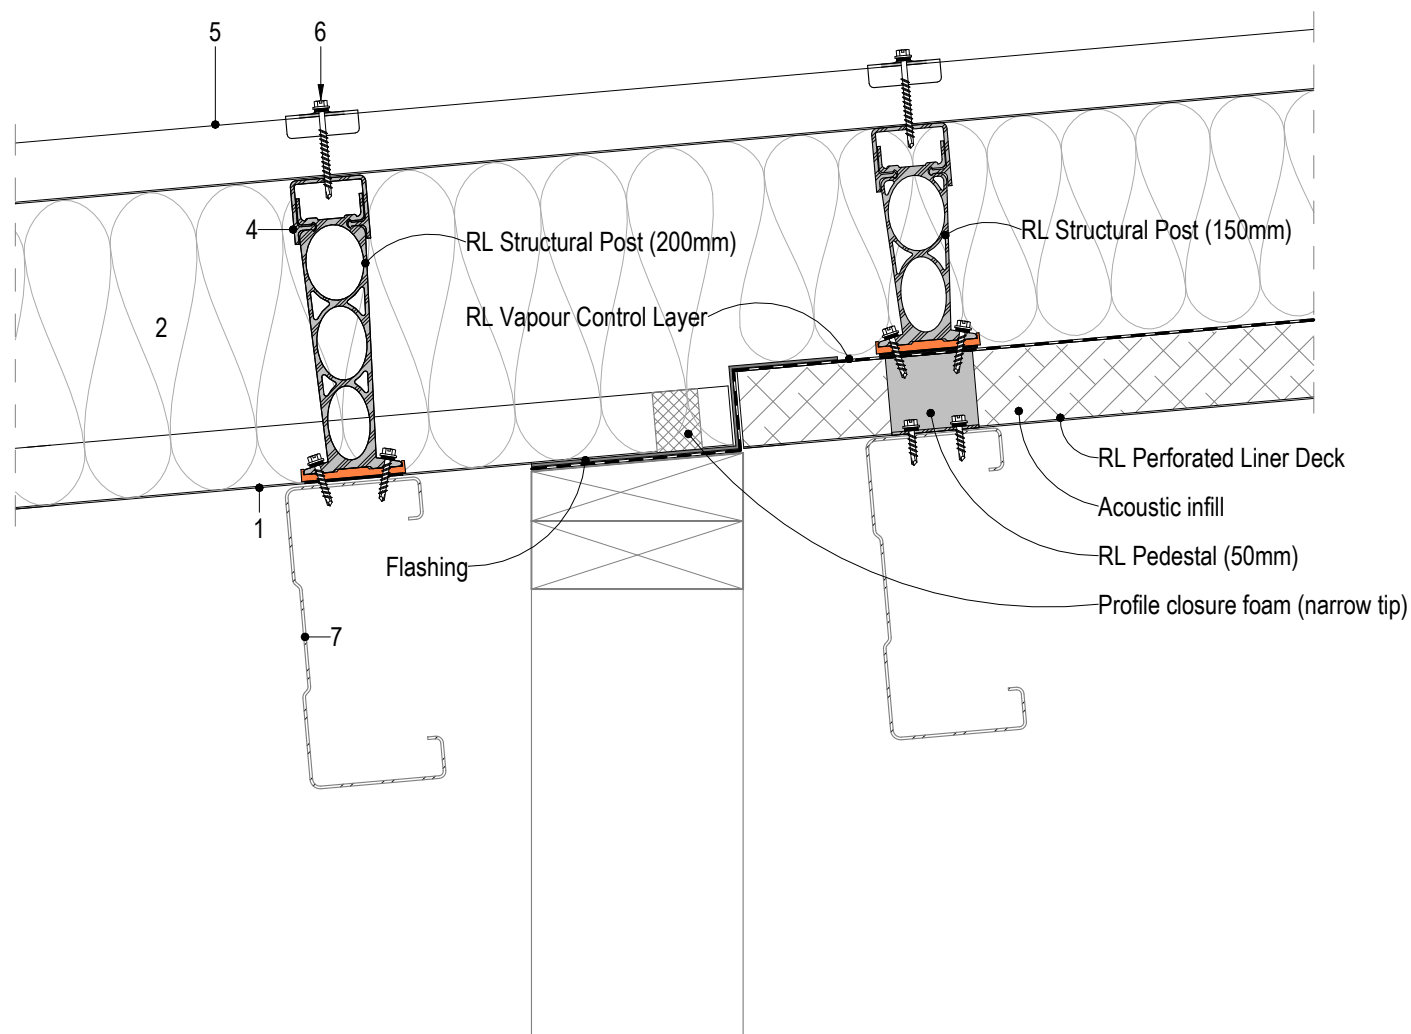 5
6
4
RL Structural Post (200mm)
RL Structural Post (150mm)
2
RL Vapour Control Layer
RL Perforated Liner Deck
1
Acoustic infill
Flashing
RL Pedestal (50mm)
Profile closure foam (narrow tip)
7